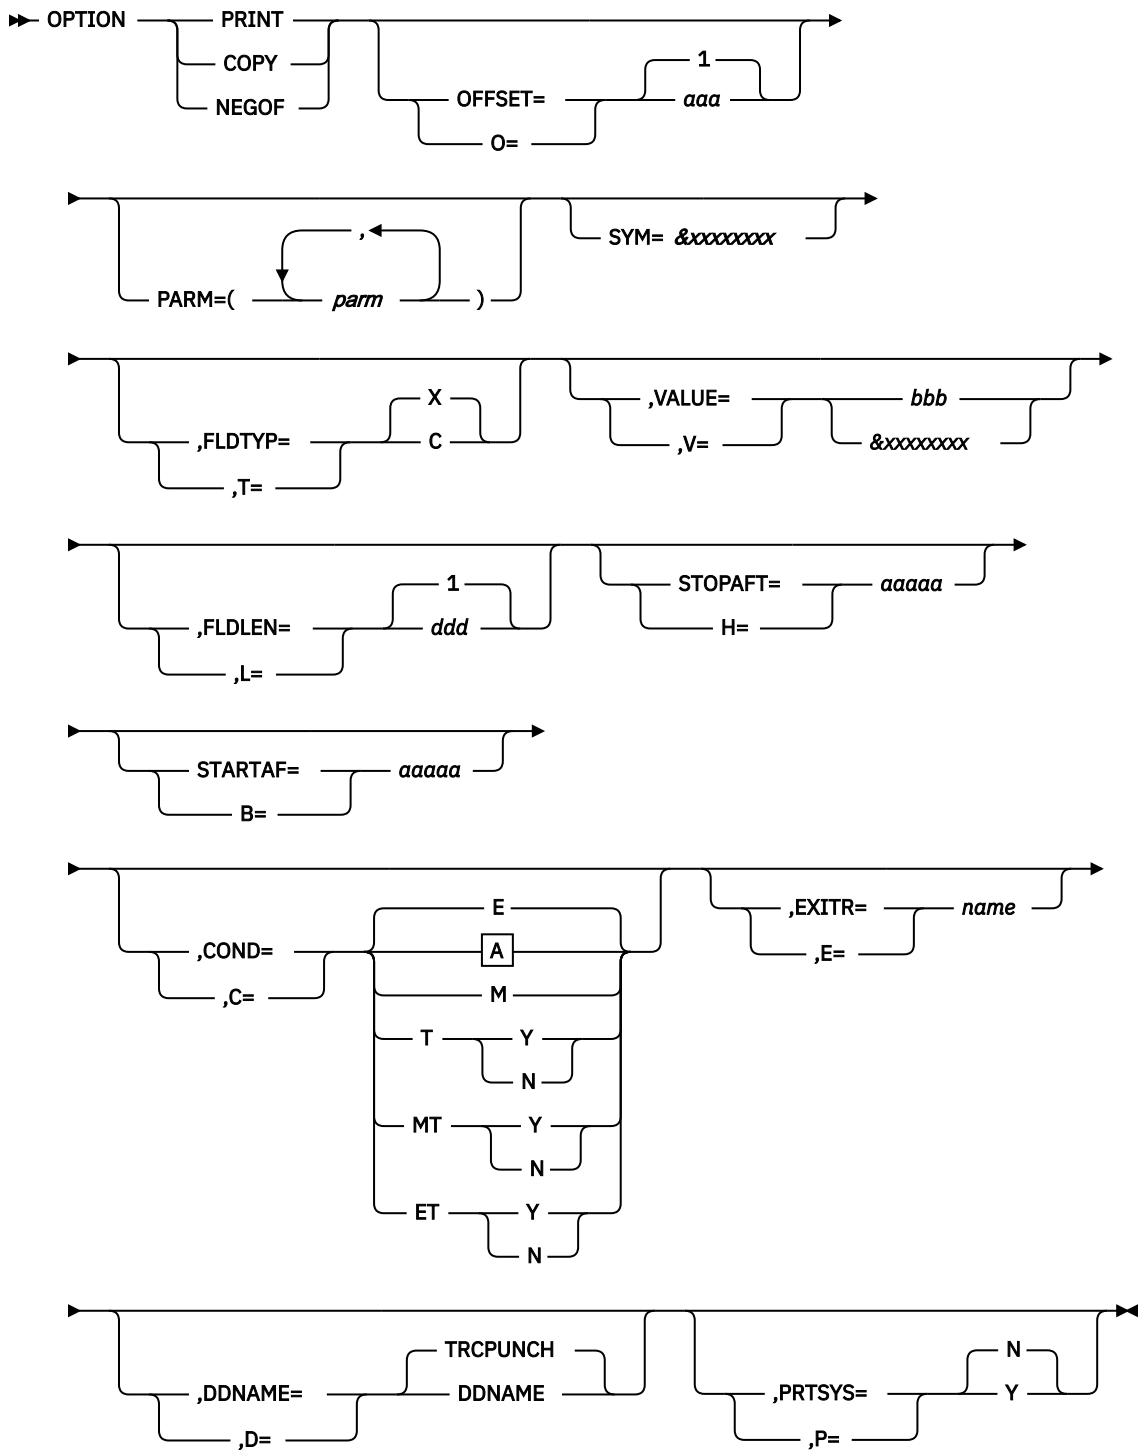 OPTION PRINT
COPY
NEGOF
1
OFFSET= aaa
O=
,
PARM=( parm )
SYM= &xxxxxxxx
X
,FLDTYP= C
,T=
,VALUE= bbb
,V= &xxxxxxxx
1
,FLDLEN= ddd
,L=
STOPAFT= aaaaa
H=
STARTAF= aaaaa
B=
E
,COND= A
,C=
M
T Y
N
MT Y
N
ET Y
N
,EXITR= name
,E=
TRCPUNCH
,DDNAME= DDNAME
,D=
N
,PRTSYS= Y
,P=